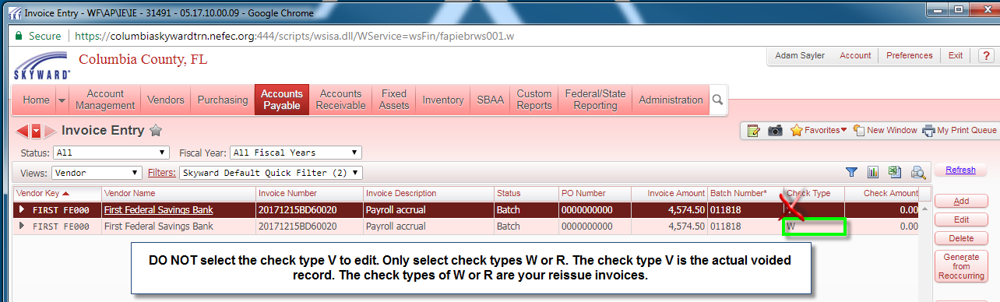 Invoice Entry - WF\AP\IE\IE - 31491 - 05.17.10.00.09 - Google Chrome
Secure https://columbiaskywardtrn.nefec.org:444/scripts/wsisa.dll/WService=wsFin/fapiebrws001.w
SKYWARD
Columbia County, FL
Adam Sayler Account Preferences Exit ?
Home Account Management Vendors Purchasing Accounts Payable Accounts Receivable Fixed Assets Inventory SBAA Custom Reports Federal/State Reporting Administration
Invoice Entry
Favorites New Window My Print Queue
Status: All Fiscal Year: All Fiscal Years
Views: Vendor Filters: Skyward Default Quick Filter (2)
Refresh
Vendor Key Vendor Name Invoice Number Invoice Description Status PO Number Invoice Amount Batch Number* Check Type Check Amount
FIRST FE000 First Federal Savings Bank 20171215BD60020 Payroll accrual Batch 0000000000 4,574.50 011818 0.00
FIRST FE000 First Federal Savings Bank 20171215BD60020 Payroll accrual Batch 0000000000 4,574.50 011818 W 0.00
Add
Edit
Delete
Generate
from
Reoccurring
DO NOT select the check type V to edit. Only select check types W or R. The check type V is the actual voided
record. The check types of W or R are your reissue invoices.